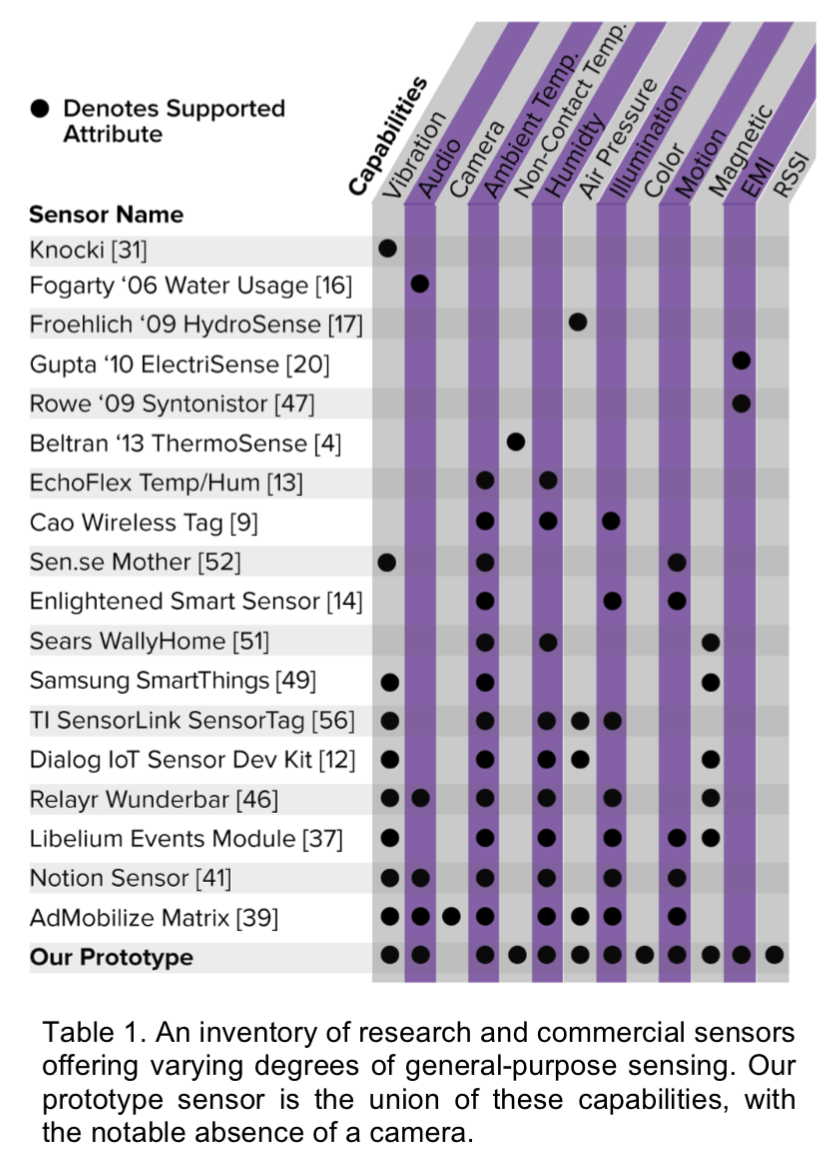 ● Denotes Supported
Attribute
Capabilities
Vibration
Audio
Camera
Ambient Temp.
Non-Contact Temp.
Humidty
Air Pressure
Illumination
Color
Motion
Magnetic
EMI
RSSI
Sensor Name
Knocki [31]
Fogarty ‘06 Water Usage [16]
Froehlich ‘09 HydroSense [17]
Gupta ‘10 ElectriSense [20]
Rowe ‘09 Syntonistor [47]
Beltran ‘13 ThermoSense [4]
EchoFlex Temp/Hum [13]
Cao Wireless Tag [9]
Sen.se Mother [52]
Enlightened Smart Sensor [14]
Sears WallyHome [51]
Samsung SmartThings [49]
TI SensorLink SensorTag [56]
Dialog IoT Sensor Dev Kit [12]
Relayr Wunderbar [46]
Libelium Events Module [37]
Notion Sensor [41]
AdMobilize Matrix [39]
Our Prototype
Table 1. An inventory of research and commercial sensors
offering varying degrees of general-purpose sensing. Our
prototype sensor is the union of these capabilities, with
the notable absence of a camera.